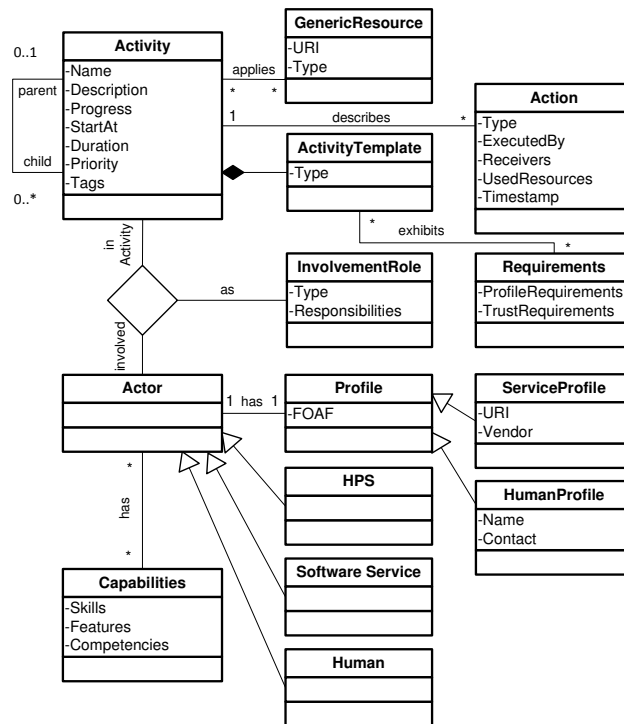 GenericResource
-URI
-Type
Activity
-Name
-Description
-Progress
-StartAt
-Duration
-Priority
-Tags
0..1
parent
child
0..*
applies
*
*
1
describes
*
Action
-Type
-ExecutedBy
-Receivers
-UsedResources
-Timestamp
ActivityTemplate
-Type
*
exhibits
*
in
Activity
as
involved
InvolvementRole
-Type
-Responsibilities
Requirements
-ProfileRequirements
-TrustRequirements
Actor
1
has
1
Profile
-FOAF
ServiceProfile
-URI
-Vendor
*
has
*
HPS
HumanProfile
-Name
-Contact
Capabilities
-Skills
-Features
-Competencies
Software Service
Human